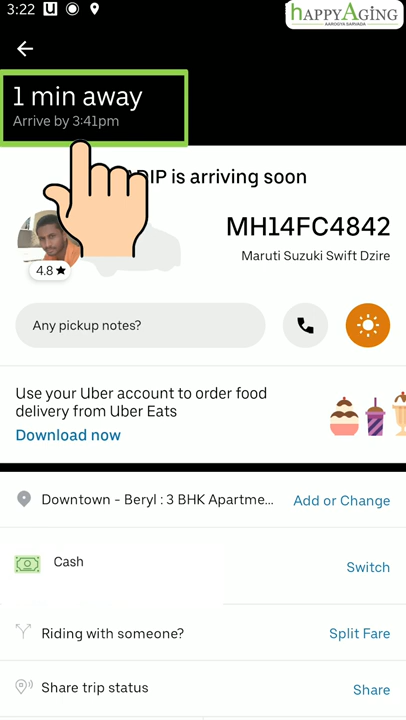 3:22
hAPPYAGING
AAROGYA SAPHADA
1 min away
Arrive by 3:41pm
is arriving soon
MH14FC4842
4.8 ★
Maruti Suzuki Swift Dzire
Any pickup notes?
Use your Uber account to order food
delivery from Uber Eats
Download now
Downtown - Beryl : 3 BHK Apartme...
Add or Change
Cash
Switch
Riding with someone?
Split Fare
Share trip status
Share